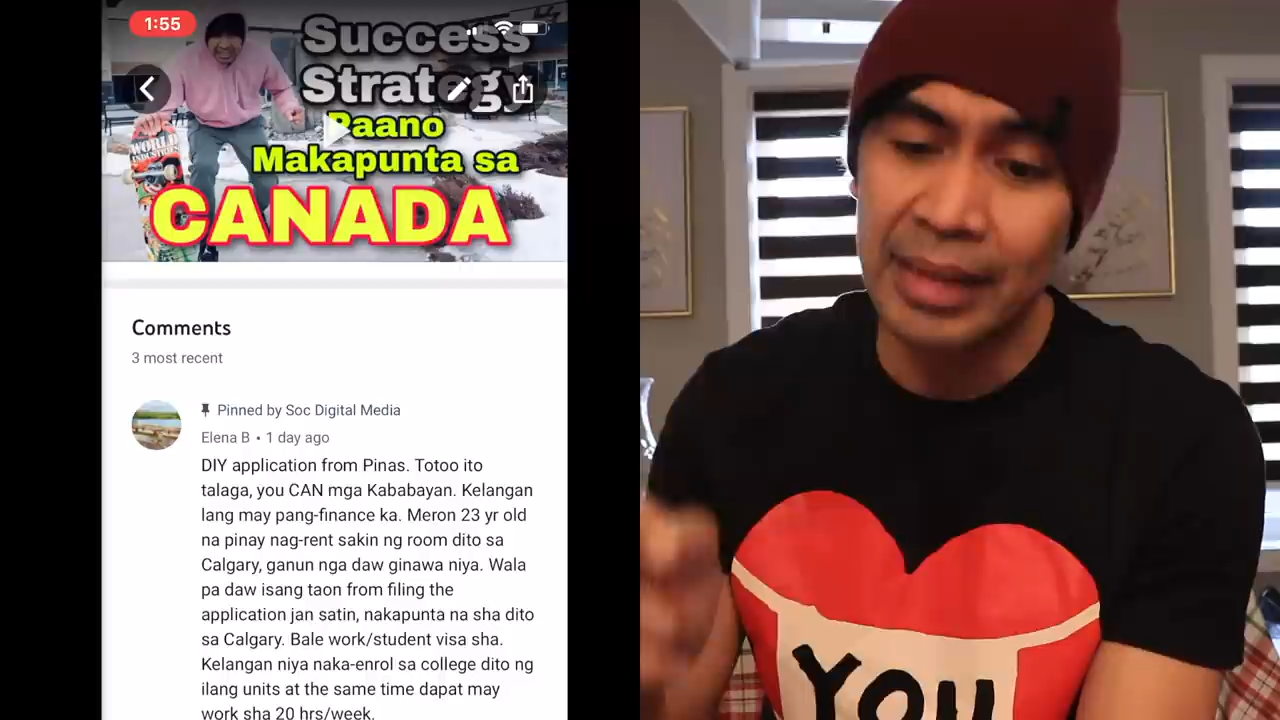 1:55
Success
Strategy
Paano
Makapunta sa
CANADA
WORLD
INDUSTRIES
Comments
3 most recent
Pinned by Soc Digital Media
Elena B • 1 day ago
DIY application from Pinas. Totoo ito
talaga, you CAN mga Kababayan. Kelangan
lang may pang-finance ka. Meron 23 yr old
na pinay nag-rent sakin ng room dito sa
Calgary, ganun nga daw ginawa niya. Wala
pa daw isang taon from filing the
application jan satin, nakapunta na sha dito
sa Calgary. Bale work/student visa sha.
Kelangan niya naka-enrol sa college dito ng
ilang units at the same time dapat may
work sha 20 hrs/week.
YOU